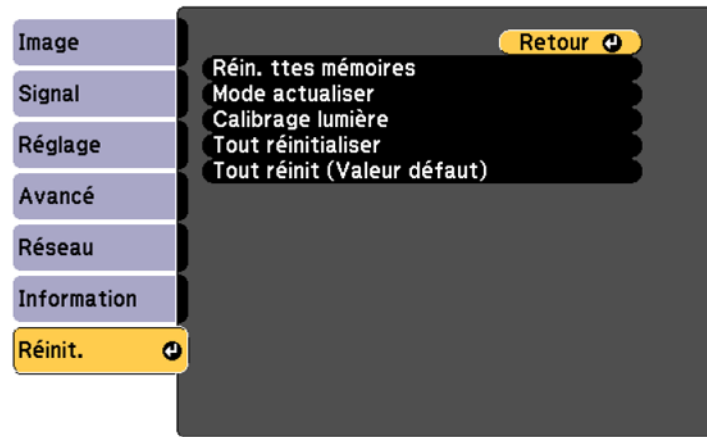 Image
Signal
Réglage
Avancé
Réseau
Information
Réinit.
Retour
Réin. ttes mémoires
Mode actualiser
Calibrage lumière
Tout réinitialiser
Tout réinit (Valeur défaut)